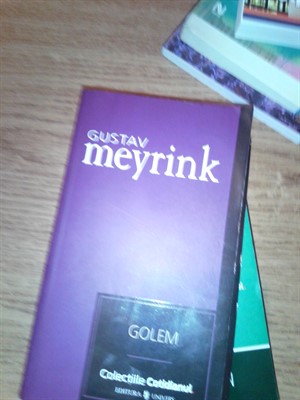 GUSTAV
meyrink
GOLEM
Colecțiile Cotidianul
EDITURA UNIVERS